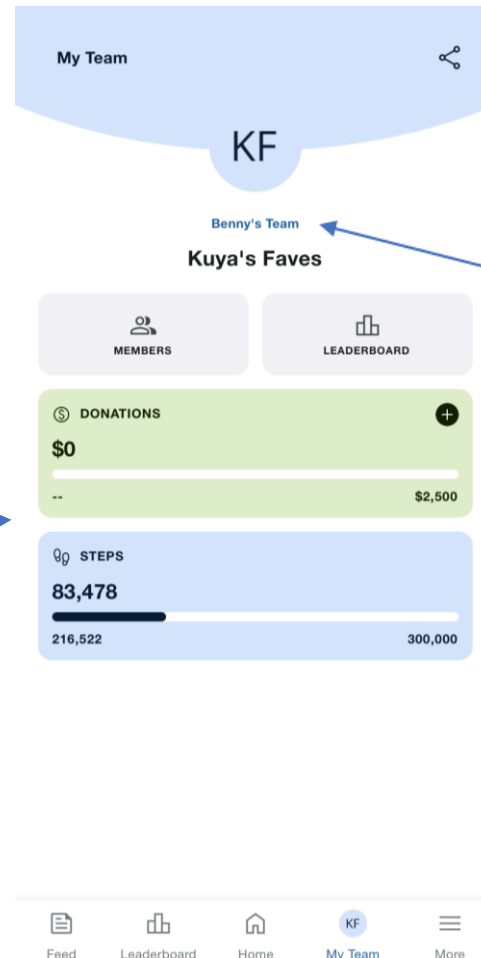 My Team
KF
Benny's Team
Kuya's Faves
MEMBERS
LEADERBOARD
DONATIONS
$0
-- $2,500
STEPS
83,478
216,522 300,000
KF
Feed Leaderboard Home My Team More